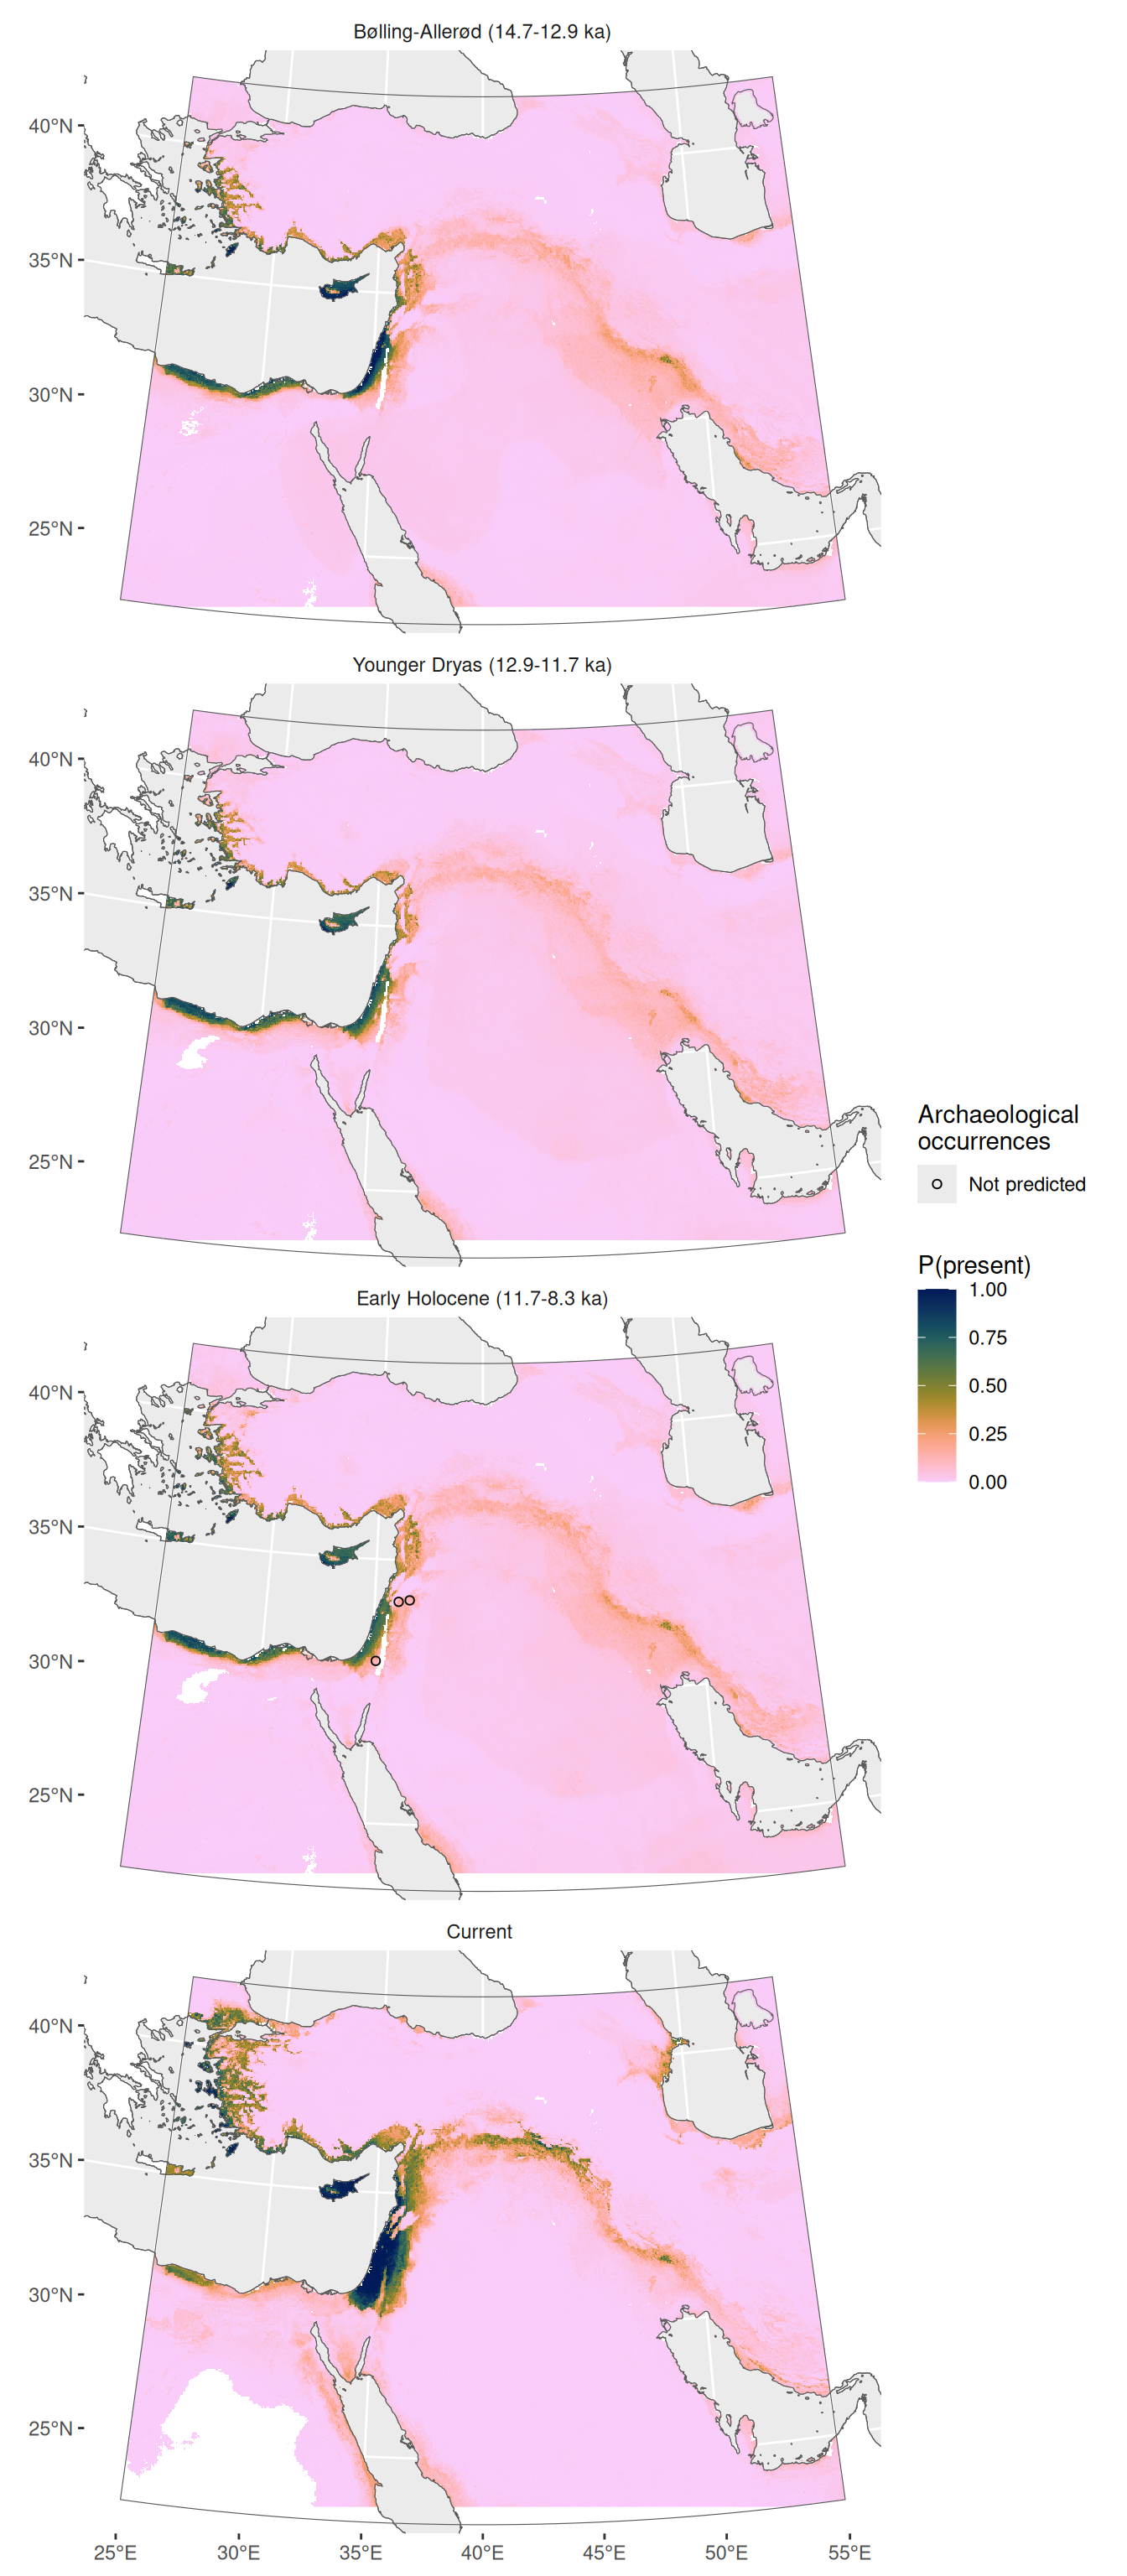 Bølling-Allerød (14.7-12.9 ka)
40°N
35°N
30°N
25°N
Younger Dryas (12.9-11.7 ka)
40°N
35°N
30°N
25°N
Archaeological
occurrences
Not predicted
P(present)
1.00
0.75
0.50
0.25
0.00
Early Holocene (11.7-8.3 ka)
40°N
35°N
30°N
25°N
Current
40°N
35°N
30°N
25°N
25°E 30°E 35°E 40°E 45°E 50°E 55°E